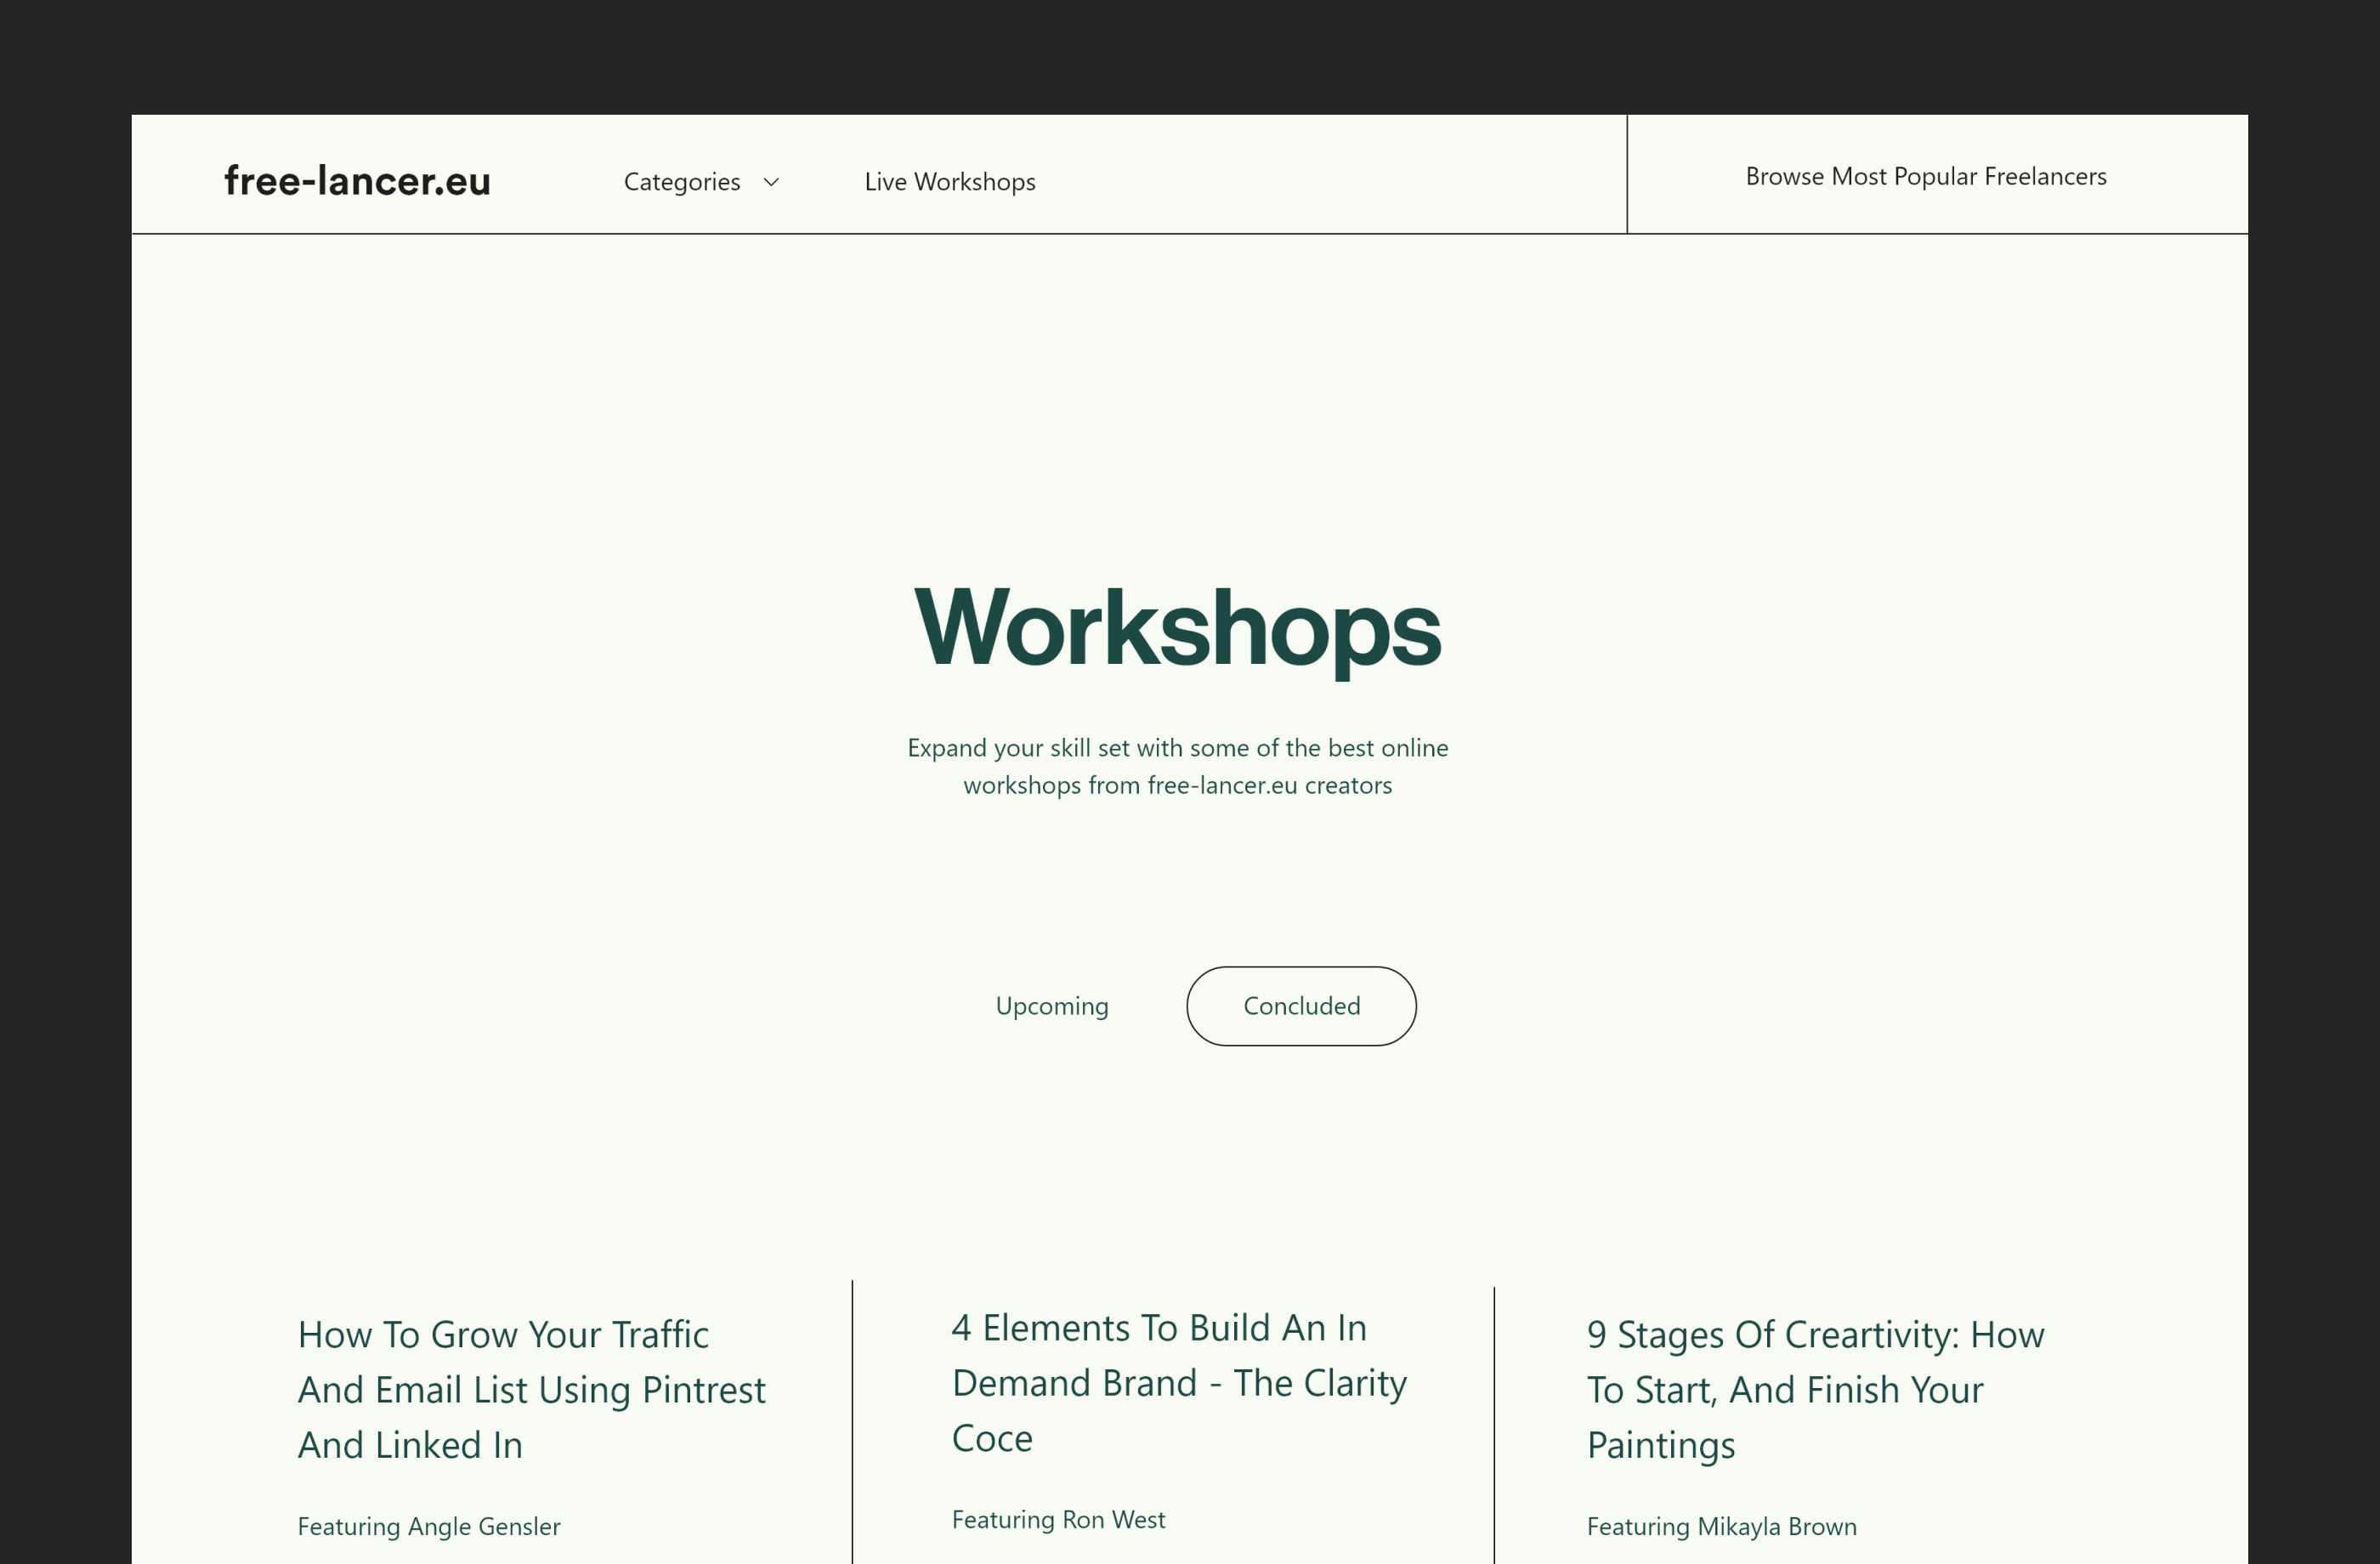 free-lancer.eu
Categories
Live Workshops
Browse Most Popular Freelancers
Workshops
Expand your skill set with some of the best online
workshops from free-lancer.eu creators
Upcoming
Concluded
How To Grow Your Traffic
And Email List Using Pintrest
And Linked In
Featuring Angle Gensler
4 Elements To Build An In
Demand Brand - The Clarity
Coce
Featuring Ron West
9 Stages Of Creartivity: How
To Start, And Finish Your
Paintings
Featuring Mikayla Brown